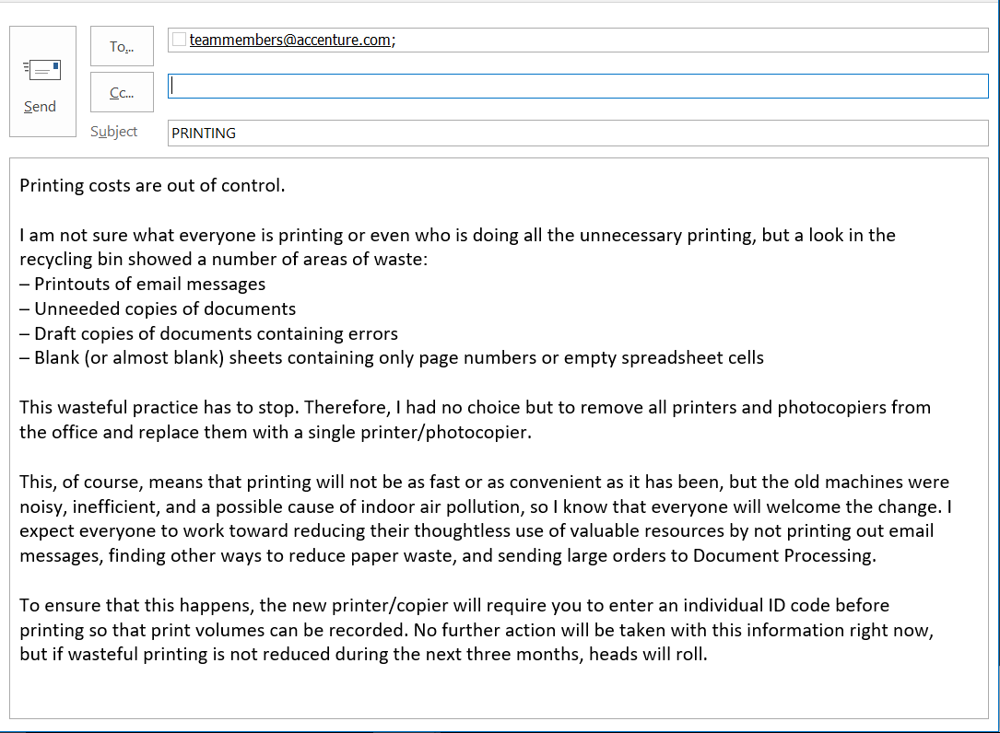 To...
teammembers@accenture.com;
Cc...
Send
Subject
PRINTING
Printing costs are out of control.
I am not sure what everyone is printing or even who is doing all the unnecessary printing, but a look in the
recycling bin showed a number of areas of waste:
– Printouts of email messages
– Unneeded copies of documents
– Draft copies of documents containing errors
– Blank (or almost blank) sheets containing only page numbers or empty spreadsheet cells
This wasteful practice has to stop. Therefore, I had no choice but to remove all printers and photocopiers from
the office and replace them with a single printer/photocopier.
This, of course, means that printing will not be as fast or as convenient as it has been, but the old machines were
noisy, inefficient, and a possible cause of indoor air pollution, so I know that everyone will welcome the change. I
expect everyone to work toward reducing their thoughtless use of valuable resources by not printing out email
messages, finding other ways to reduce paper waste, and sending large orders to Document Processing.
To ensure that this happens, the new printer/copier will require you to enter an individual ID code before
printing so that print volumes can be recorded. No further action will be taken with this information right now,
but if wasteful printing is not reduced during the next three months, heads will roll.